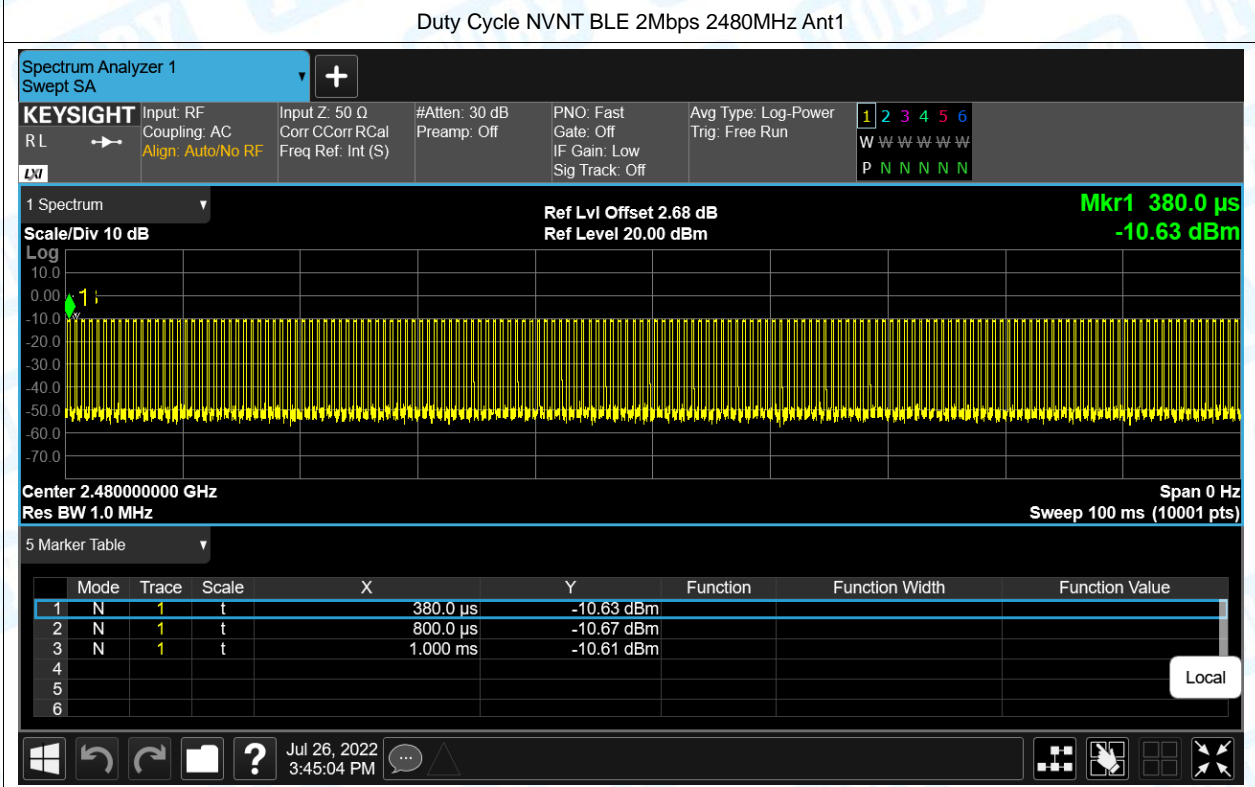 Duty Cycle NVNT BLE 2Mbps 2480MHz Ant1
Spectrum Analyzer 1
Swept SA
KEYSIGHT Input: RF Input Z: 50 Ω #Atten: 30 dB PNO: Fast Avg Type: Log-Power 1 2 3 4 5 6
R L Coupling: AC Corr CCorr RCal Preamp: Off Gate: Off Trig: Free Run W W W W W W
Align: Auto/No RF Freq Ref: Int (S) IF Gain: Low
LXI Sig Track: Off P N N N N N
1 Spectrum
Ref Lvl Offset 2.68 dB Mkr1 380.0 µs
Scale/Div 10 dB Ref Level 20.00 dBm -10.63 dBm
Log
10.0
0.00 1
-10.0
-20.0
-30.0
-40.0
-50.0
-60.0
-70.0
Center 2.480000000 GHz Span 0 Hz
Res BW 1.0 MHz Sweep 100 ms (10001 pts)
5 Marker Table
Mode Trace Scale X Y Function Function Width Function Value
1 N 1 t 380.0 µs -10.63 dBm
2 N 1 t 800.0 µs -10.67 dBm
3 N 1 t 1.000 ms -10.61 dBm
4
5
6
Local
? Jul 26, 2022
3:45:04 PM